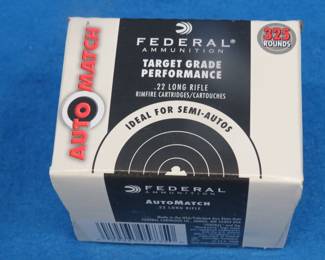 FEDERAL®
AMMUNITION
325
ROUNDS
TARGET GRADE
PERFORMANCE
.22 LONG RIFLE
RIMFIRE CARTRIDGES/CARTOUCHES
AUTOMATCH
IDEAL FOR SEMI-AUTOS
FEDERAL
AMMUNITION
AUTOMATCH
.22 LONG RIFLE